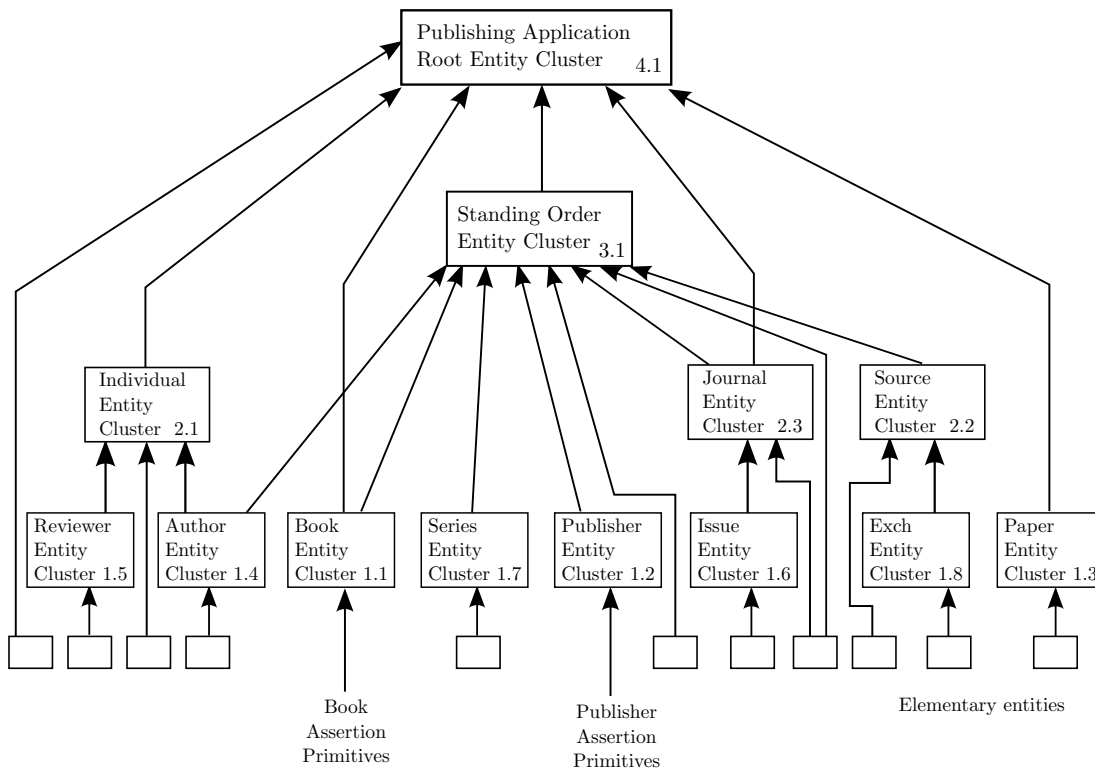 Publishing Application
Root Entity Cluster 4.1
Standing Order
Entity Cluster 3.1
Individual
Entity
Cluster 2.1
Journal
Entity
Cluster 2.3
Source
Entity
Cluster 2.2
Reviewer
Entity
Cluster 1.5
Author
Entity
Cluster 1.4
Book
Entity
Cluster 1.1
Series
Entity
Cluster 1.7
Publisher
Entity
Cluster 1.2
Issue
Entity
Cluster 1.6
Exch
Entity
Cluster 1.8
Paper
Entity
Cluster 1.3
Book
Assertion
Primitives
Publisher
Assertion
Primitives
Elementary entities